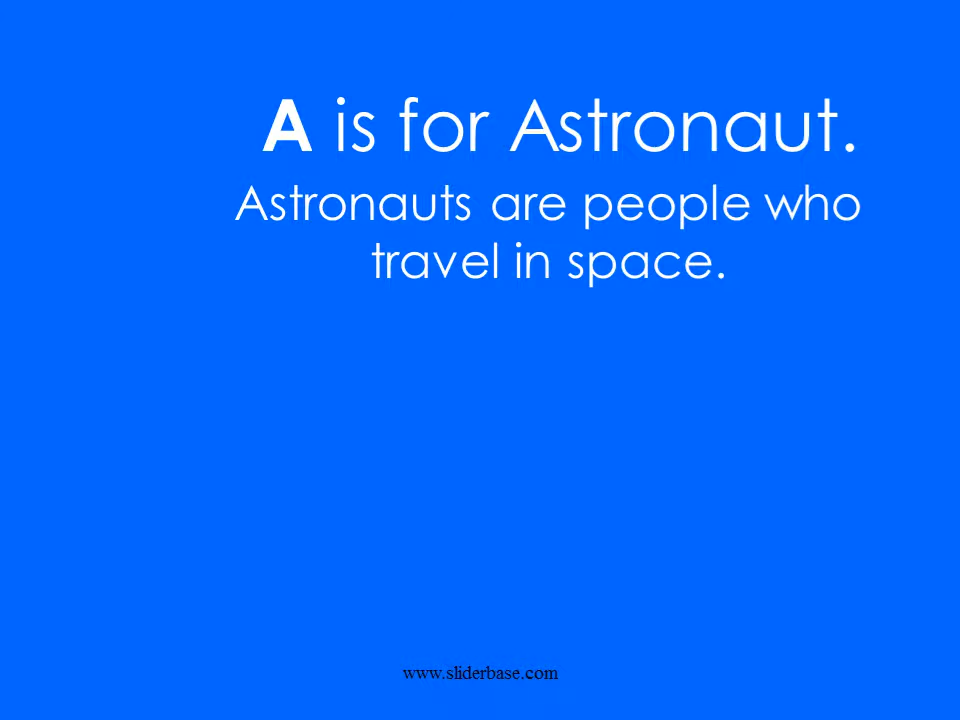 A is for Astronaut.
Astronauts are people who
travel in space.
www.sliderbase.com